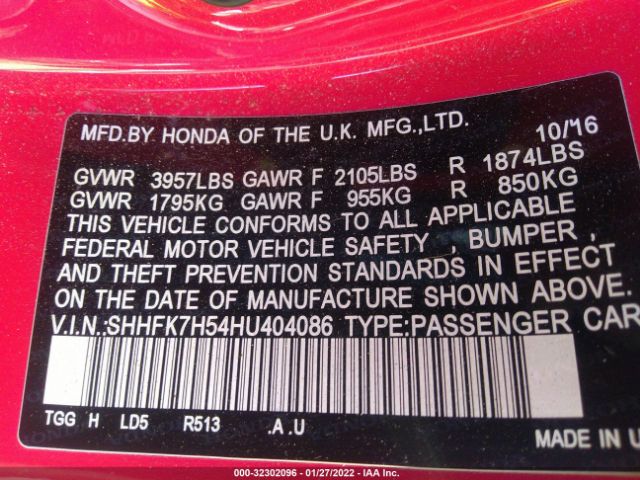 MFD.BY HONDA OF THE U.K. MFG.,LTD. 10/16
GVWR 3957LBS GAWR F 2105LBS R 1874LBS
GVWR 1795KG GAWR F 955KG R 850KG
THIS VEHICLE CONFORMS TO ALL APPLICABLE
FEDERAL MOTOR VEHICLE SAFETY , BUMPER ,
AND THEFT PREVENTION STANDARDS IN EFFECT
ON THE DATE OF MANUFACTURE SHOWN ABOVE.
V.I.N.:SHHFK7H54HU404086 TYPE:PASSENGER CAR
TGG H LD5 R513 .A.U
MADE IN U
000-32302096 - 01/27/2022 - IAA Inc.